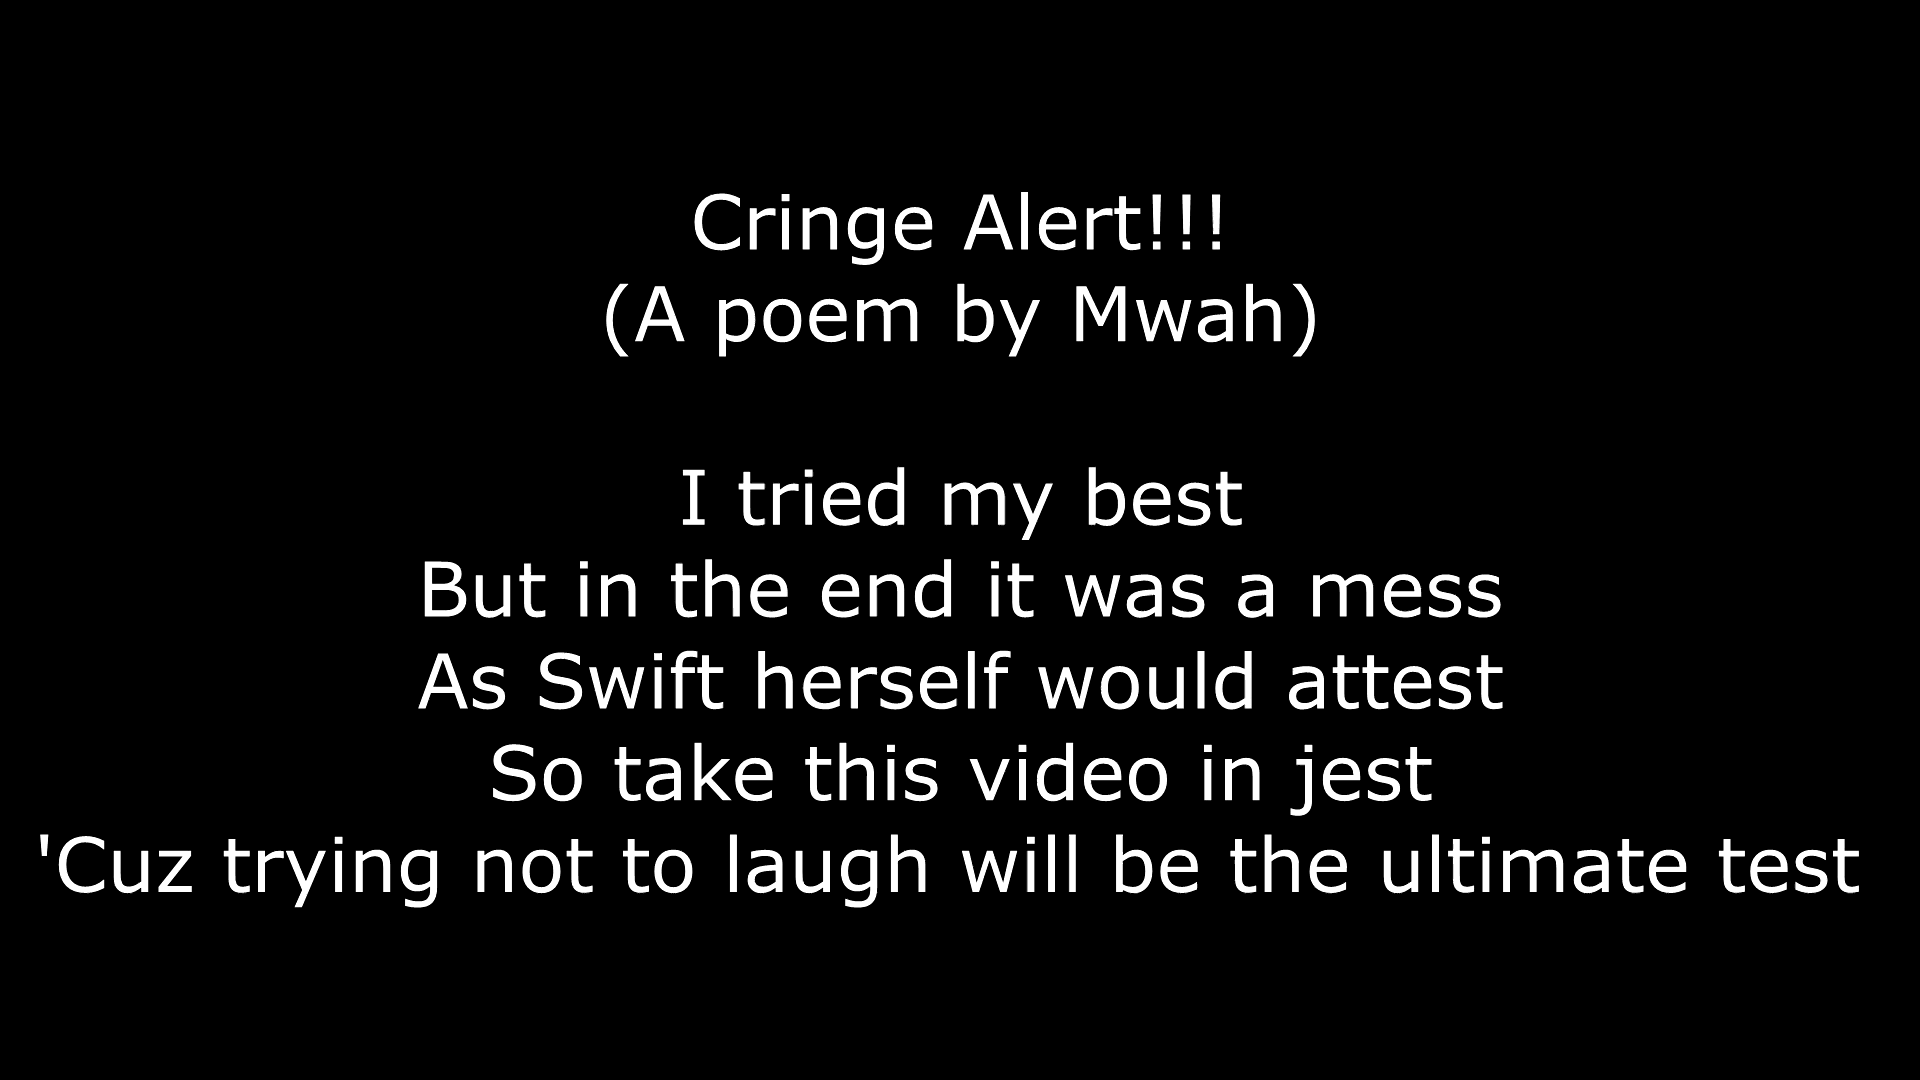 Cringe Alert!!!
(A poem by Mwah)
I tried my best
But in the end it was a mess
As Swift herself would attest
So take this video in jest
'Cuz trying not to laugh will be the ultimate test